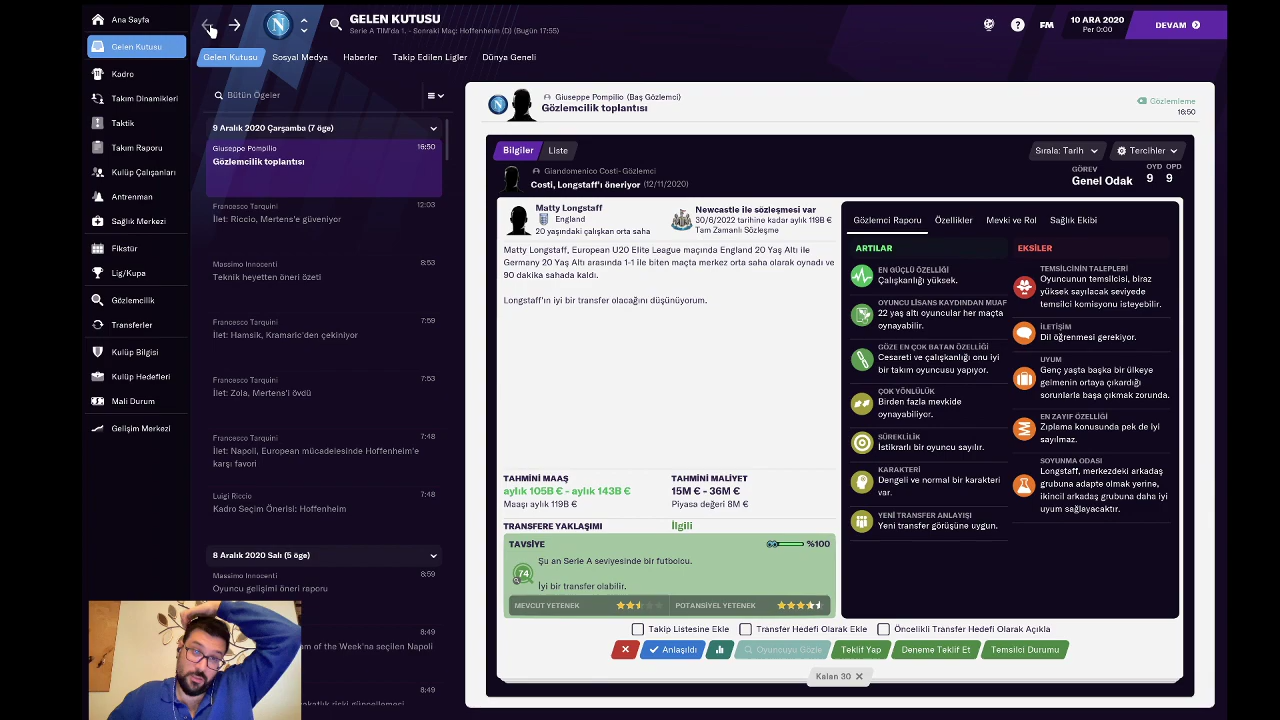 Ana Sayfa
Gelen Kutusu
Kadro
Takım Dinamikleri
Taktik
Takım Raporu
Kulüp Çalışanları
Antrenman
Sağlık Merkezi
Fikstür
Lig/Kupa
Gözlemcilik
Transferler
Kulüp Bilgisi
Kulüp Hedefleri
Mali Durum
Gelişim Merkezi
N
GELEN KUTUSU
Serie A TIM'da 1. - Sonraki Maç: Hoffenheim (D) (Bugün 17:55)
FM
10 ARA 2020
Per 0:00
DEVAM
Gelen Kutusu
Sosyal Medya
Haberler
Takip Edilen Ligler
Dünya Geneli
Bütün Ögeler
9 Aralık 2020 Çarşamba (7 öge)
Giuseppe Pompilio 16:50
Gözlemcilik toplantısı
Francesco Tarquini 12:03
İlet: Riccio, Mertens'e güveniyor
Massimo Innocenti 8:53
Teknik heyetten öneri özeti
Francesco Tarquini 7:59
İlet: Hamsik, Kramaric'den çekiniyor
Francesco Tarquini 7:53
İlet: Zola, Mertens'i övdü
Francesco Tarquini 7:48
İlet: Napoli, European mücadelesinde Hoffenheim'e
karşı favori
Luigi Riccio 7:48
Kadro Seçim Önerisi: Hoffenheim
8 Aralık 2020 Salı (5 öge)
Massimo Innocenti 8:59
Oyuncu gelişimi öneri raporu
8:49
am of the Week'na seçilen Napoli
8:49
Giuseppe Pompilio (Baş Gözlemci)
Gözlemcilik toplantısı
Gözlemleme
16:50
Bilgiler
Liste
Sırala: Tarih
Tercihler
Giandomenico Costi- Gözlemci
Costi, Longstaff'ı öneriyor (12/11/2020)
GÖREV
Genel Odak
OYD OPD
9 9
Matty Longstaff
England
20 yaşındaki çalışkan orta saha
Newcastle ile sözleşmesi var
30/6/2022 tarihine kadar aylık 119B €
Tam Zamanlı Sözleşme
Matty Longstaff, European U20 Elite League maçında England 20 Yaş Altı ile
Germany 20 Yaş Altı arasında 1-1 ile biten maçta merkez orta saha olarak oynadı ve
90 dakika sahada kaldı.
Longstaff'ın iyi bir transfer olacağını düşünüyorum.
TAHMİNİ MAAŞ
aylık 105B € - aylık 143B €
Maaşı aylık 119B €
TAHMİNİ MALİYET
15M € - 36M €
Piyasa değeri 8M €
TRANSFERE YAKLAŞIMI
İlgili
TAVSİYE
%100
74
Şu an Serie A seviyesinde bir futbolcu.
İyi bir transfer olabilir.
MEVCUT YETENEK
POTANSİYEL YETENEK
Gözlemci Raporu
Özellikler
Mevki ve Rol
Sağlık Ekibi
ARTILAR
EN GÜÇLÜ ÖZELLİĞİ
Çalışkanlığı yüksek.
OYUNCU LİSANS KAYDINDAN MUAF
22 yaş altı oyuncular her maçta
oynayabilir.
GÖZE EN ÇOK BATAN ÖZELLİĞİ
Cesareti ve çalışkanlığı onu iyi
bir takım oyuncusu yapıyor.
ÇOK YÖNLÜLÜK
Birden fazla mevkide
oynayabiliyor.
SÜREKLİLİK
İstikrarlı bir oyuncu sayılır.
KARAKTERİ
Dengeli ve normal bir karakteri
var.
YENİ TRANSFER ANLAYIŞI
Yeni transfer görüşüne uygun.
EKSİLER
TEMSİLCİNİN TALEPLERİ
Oyuncunun temsilcisi, biraz
yüksek sayılacak seviyede
temsilci komisyonu isteyebilir.
İLETİŞİM
Dil öğrenmesi gerekiyor.
UYUM
Genç yaşta başka bir ülkeye
gelmenin ortaya çıkardığı
sorunlarla başa çıkmak zorunda.
EN ZAYIF ÖZELLİĞİ
Zıplama konusunda pek de iyi
sayılmaz.
SOYUNMA ODASI
Longstaff, merkezdeki arkadaş
grubuna adapte olmak yerine,
ikincil arkadaş grubuna daha iyi
uyum sağlayacaktır.
Takip Listesine Ekle
Transfer Hedefi Olarak Ekle
Öncelikli Transfer Hedefi Olarak Açıkla
Anlaşıldı
Oyuncuyu Gözle
Teklif Yap
Deneme Teklif Et
Temsilci Durumu
Kalan 30